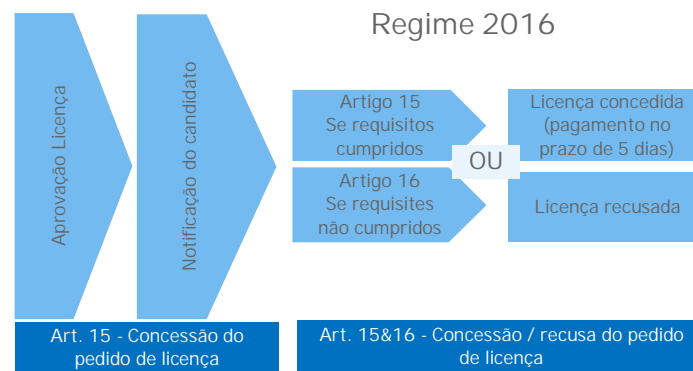 Regime 2016
Aprovação Licença
Notificação do candidato
Artigo 15
Se requisitos
cumpridos
Licença concedida
(pagamento no
prazo de 5 dias)
OU
Artigo 16
Se requisites
não cumpridos
Licença recusada
Art. 15 - Concessão do
pedido de licença
Art. 15&16 - Concessão / recusa do pedido
de licença